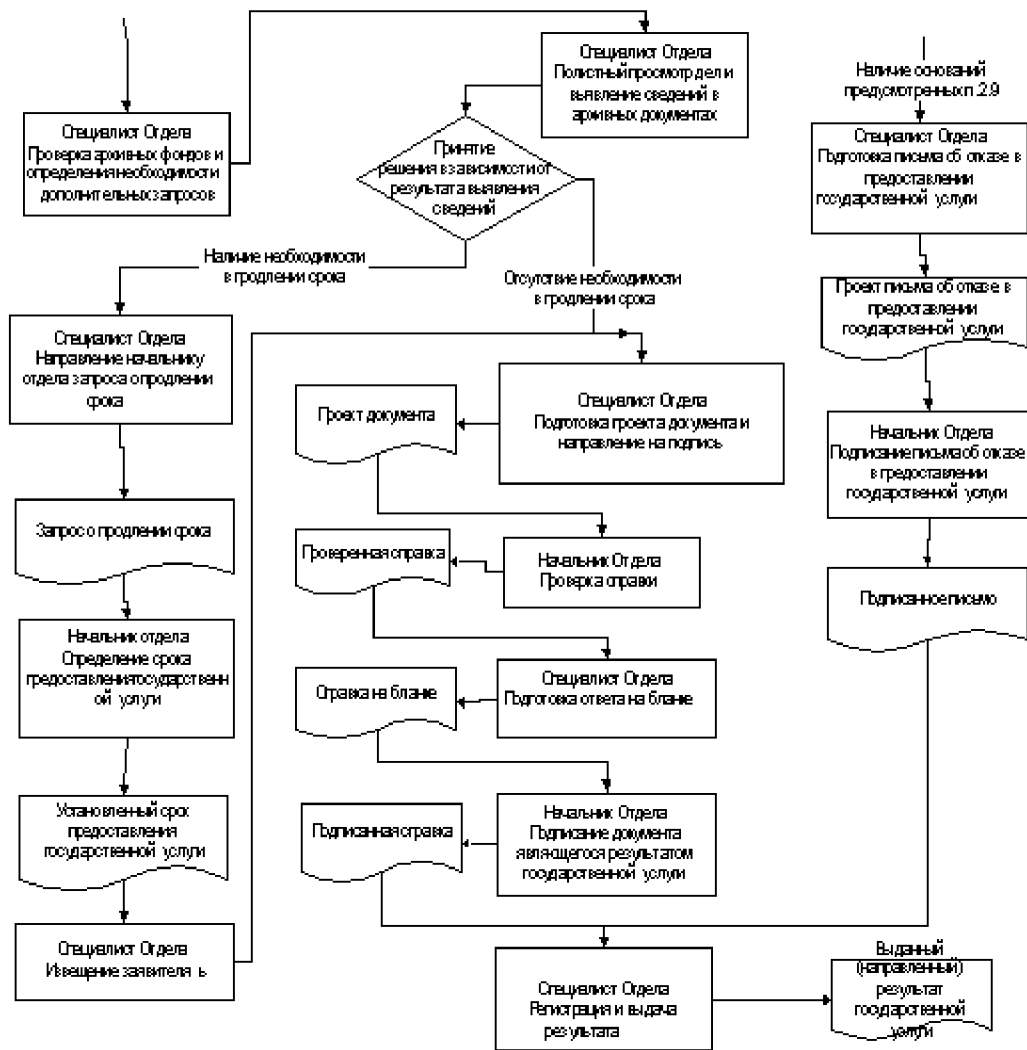 Специалист Отдела
Полистный просмотр дел и
выявление сведений в
архивных документах
Наличие оснований
предусмотренных п.2.9
Специалист Отдела
Проверка архивных фондов и
определения необходимости
дополнительных запросов
Принятие
решения в зависимости от
результата выявления
сведений
Специалист Отдела
Подготовка письма об отказе в
предоставлении
государственной услуги
Наличие необходимости
в продлении срока
Отсутствие необходимости
в продлении срока
Проект письма об отказе в
предоставлении
государственной услуги
Специалист Отдела
Направление начальнику
отдела запроса о продлении
срока
Проект документа
Специалист Отдела
Подготовка проекта документа и
направление на подпись
Начальник Отдела
Подписание письма об отказе
в предоставлении
государственной услуги
Запрос о продлении срока
Проверенная справка
Начальник Отдела
Проверка справки
Подписанное письмо
Начальник отдела
Определение срока
предоставления государственн
ой услуги
Справка на бланке
Специалист Отдела
Подготовка ответа на бланке
Установленный срок
предоставления
государственной услуги
Подписанная справка
Начальник Отдела
Подписание документа
являющегося результатом
государственной услуги
Специалист Отдела
Извещение заявителя ь
Специалист Отдела
Регистрация и выдача
результата
Выданный
(направленный)
результат
государственной
услуги